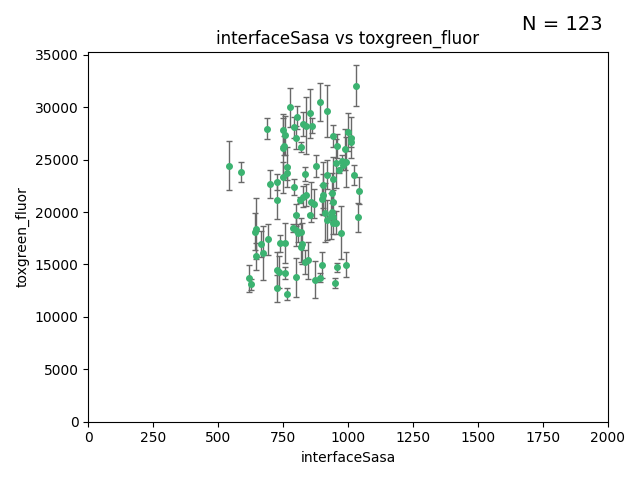 N = 123
interfaceSasa vs toxgreen_fluor
35000
30000
25000
20000
15000
10000
5000
0
toxgreen_fluor
0 250 500 750 1000 1250 1500 1750 2000
interfaceSasa